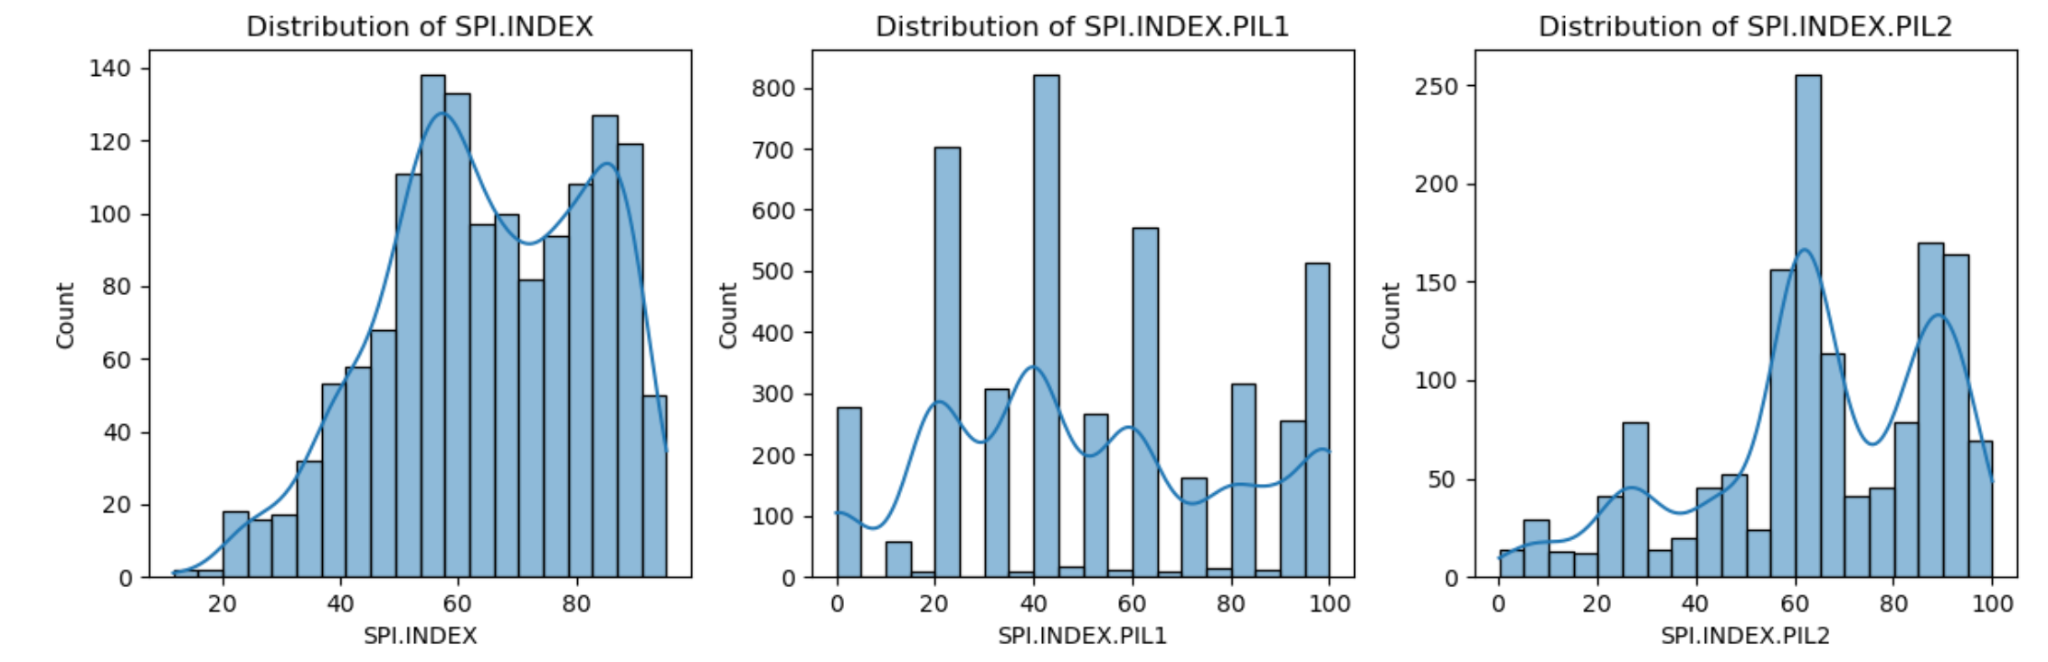 Distribution of SPI.INDEX
140
120
100
80
60
40
20
0
Count
20 40 60 80
SPI.INDEX
Distribution of SPI.INDEX.PIL1
800
700
600
500
400
300
200
100
0
Count
0 20 40 60 80 100
SPI.INDEX.PIL1
Distribution of SPI.INDEX.PIL2
250
200
150
100
50
0
Count
0 20 40 60 80 100
SPI.INDEX.PIL2